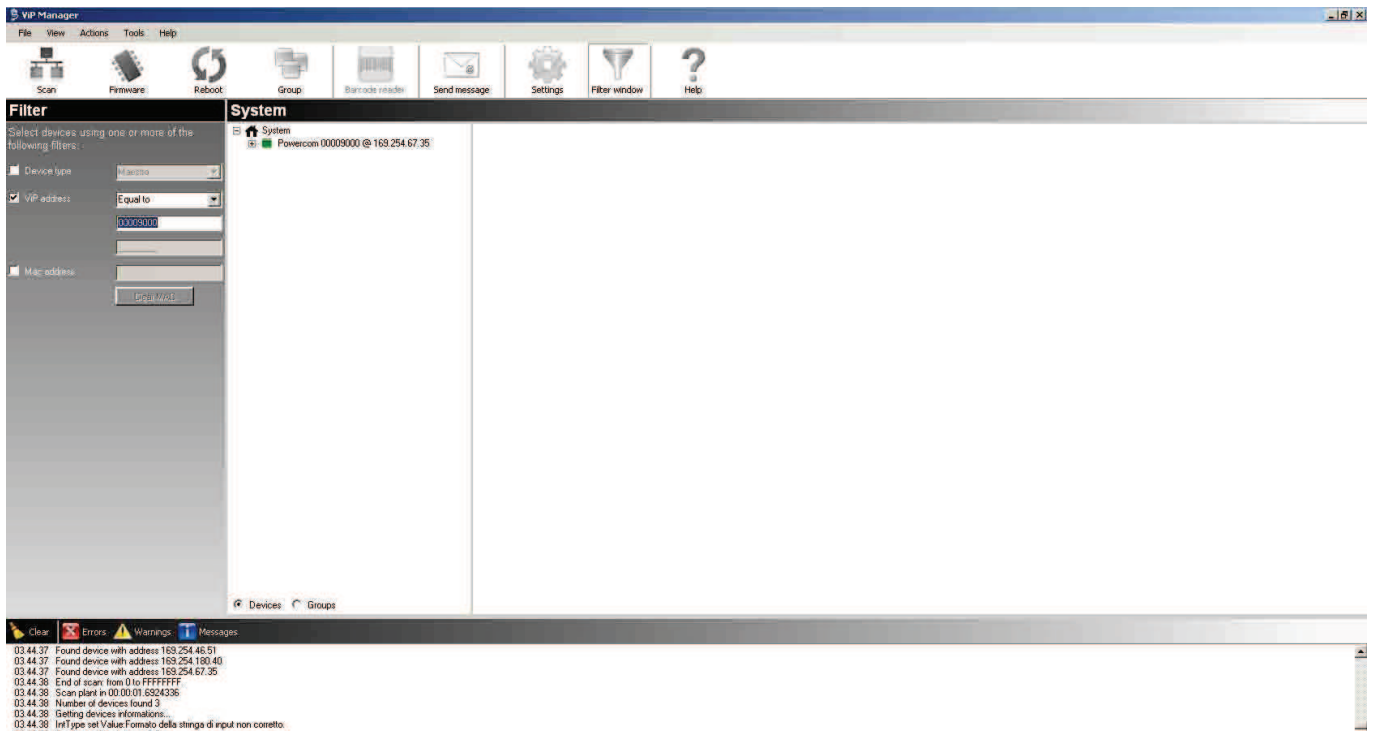 ViP Manager
File View Actions Tools Help
Scan Firmware Reboot Group Barcode reader Send message Settings Filter window Help
Filter
Select devices using one or more of the
following filters:
Device type Maestro
ViP address Equal to
00009000
Mac address
Clear MAC
System
System
Powercom 00009000 @ 169.254.67.35
Devices Groups
Clear Errors Warnings Messages
03.44.37 Found device with address 169.254.46.51
03.44.37 Found device with address 169.254.180.40
03.44.37 Found device with address 169.254.67.35
03.44.38 End of scan: from 0 to FFFFFFFF
03.44.38 Scan plant in 00:00:01.6924336
03.44.38 Number of devices found 3
03.44.38 Getting devices informations...
03.44.38 IntType set Value:Formato della stringa di input non corretto.